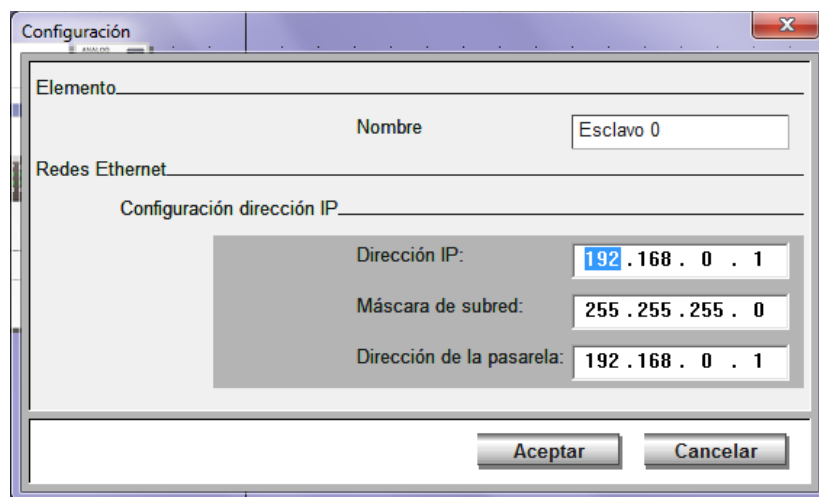 Configuración
ANALOG
Elemento
Nombre
Esclavo 0
Redes Ethernet
Configuración dirección IP
Dirección IP:
192 . 168 . 0 . 1
Máscara de subred:
255 . 255 . 255 . 0
Dirección de la pasarela:
192 . 168 . 0 . 1
Aceptar
Cancelar